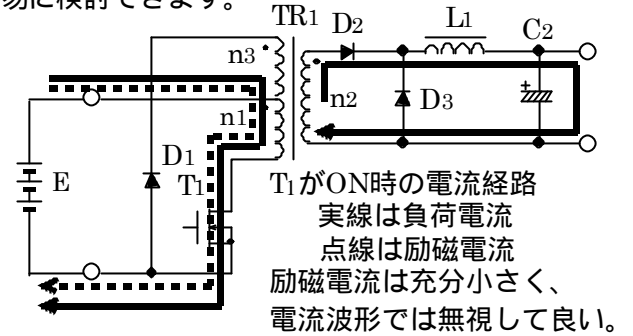 易に検討できます。
TR1
D2
L1
C2
n3
n2
n1
D3
D1
E
T1
+
T1がON時の電流経路
実線は負荷電流
点線は励磁電流
励磁電流は充分小さく、
電流波形では無視して良い。